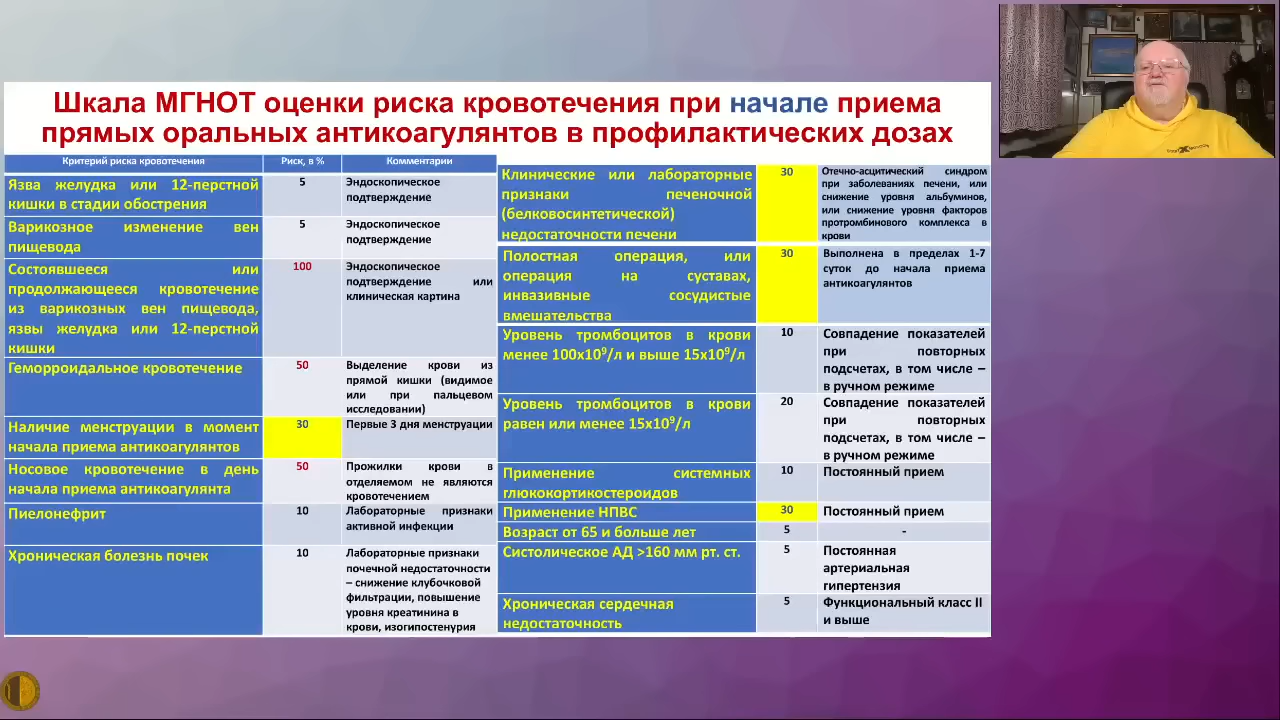 Шкала МГНОТ оценки риска кровотечения при начале приема
прямых оральных антикоагулянтов в профилактических дозах
Критерий риска кровотечения Риск, в % Комментарии
Язва желудка или 12-перстной 5 Эндоскопическое
кишки в стадии обострения подтверждение
Варикозное изменение вен 5 Эндоскопическое
пищевода подтверждение
Состоявшееся или 100 Эндоскопическое
продолжающееся кровотечение подтверждение или
из варикозных вен пищевода, клиническая картина
язвы желудка или 12-перстной
кишки
Геморроидальное кровотечение 50 Выделение крови из
прямой кишки (видимое
или при пальцевом
исследовании)
Наличие менструации в момент 30 Первые 3 дня менструации
начала приема антикоагулянтов
Носовое кровотечение в день 50 Прожилки крови в
начала приема антикоагулянта отделяемом не являются
кровотечением
Пиелонефрит 10 Лабораторные признаки
активной инфекции
Хроническая болезнь почек 10 Лабораторные признаки
почечной недостаточности
– снижение клубочковой
фильтрации, повышение
уровня креатинина в
крови, изогипостенурия
Клинические или лабораторные 30 Отечно-асцитический синдром
признаки печеночной при заболеваниях печени, или
(белковосинтетической) снижение уровня альбуминов,
недостаточности печени или снижение уровня факторов
протромбинового комплекса в
крови
Полостная операция, или 30 Выполнена в пределах 1-7
операция на суставах, суток до начала приема
инвазивные сосудистые антикоагулянтов
вмешательства
Уровень тромбоцитов в крови 10 Совпадение показателей
менее 100х10⁹/л и выше 15х10⁹/л при повторных
подсчетах, в том числе –
в ручном режиме
Уровень тромбоцитов в крови 20 Совпадение показателей
равен или менее 15х10⁹/л при повторных
подсчетах, в том числе –
в ручном режиме
Применение системных 10 Постоянный прием
глюкокортикостероидов
Применение НПВС 30 Постоянный прием
Возраст от 65 и больше лет 5 -
Систолическое АД >160 мм рт. ст. 5 Постоянная
артериальная
гипертензия
Хроническая сердечная 5 Функциональный класс II
недостаточность и выше